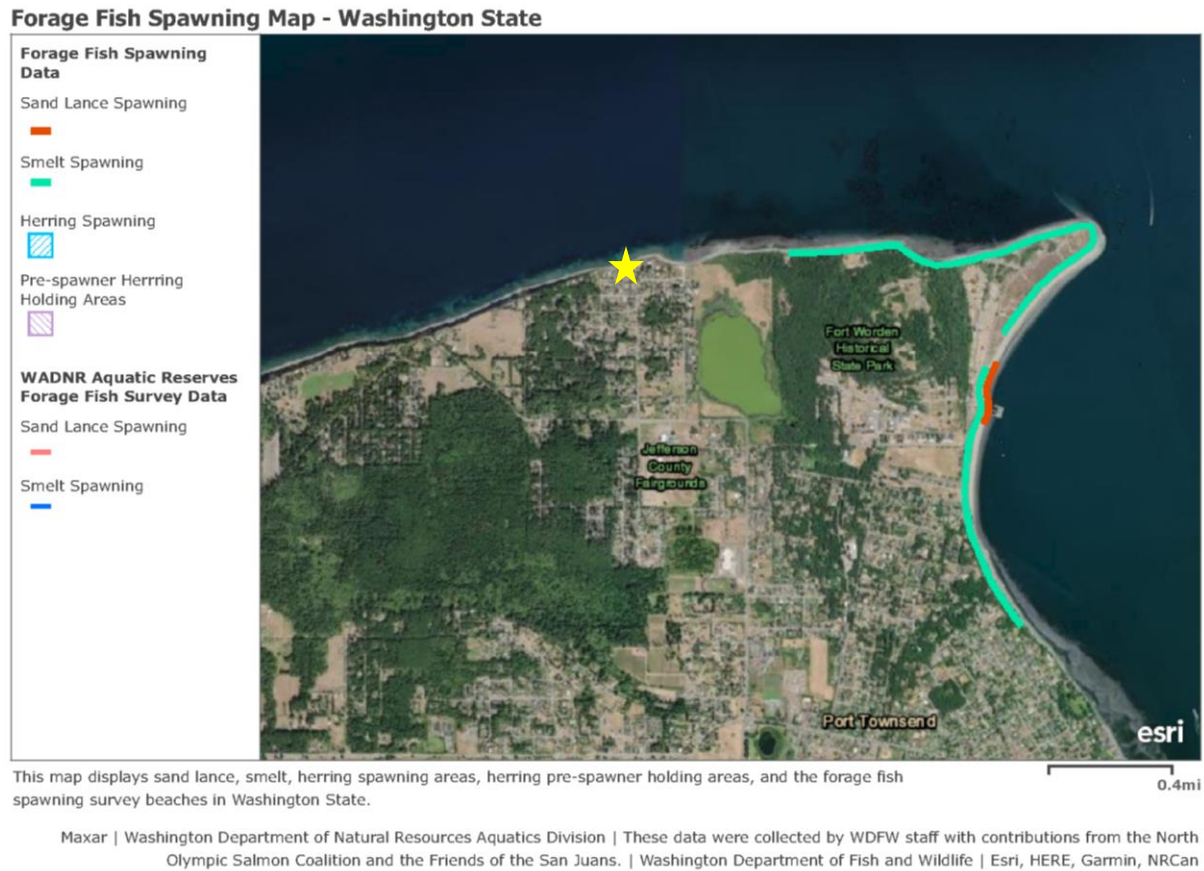 Forage Fish Spawning Map - Washington State
Forage Fish Spawning
Data
Sand Lance Spawning
Smelt Spawning
Herring Spawning
Pre-spawner Herrring
Holding Areas
WADNR Aquatic Reserves
Forage Fish Survey Data
Sand Lance Spawning
Smelt Spawning
Fort Worden
Historical
State Park
Jefferson
County
Fairgrounds
Port Townsend
esri
This map displays sand lance, smelt, herring spawning areas, herring pre-spawner holding areas, and the forage fish
spawning survey beaches in Washington State.
0.4mi
Maxar | Washington Department of Natural Resources Aquatics Division | These data were collected by WDFW staff with contributions from the North
Olympic Salmon Coalition and the Friends of the San Juans. | Washington Department of Fish and Wildlife | Esri, HERE, Garmin, NRCan